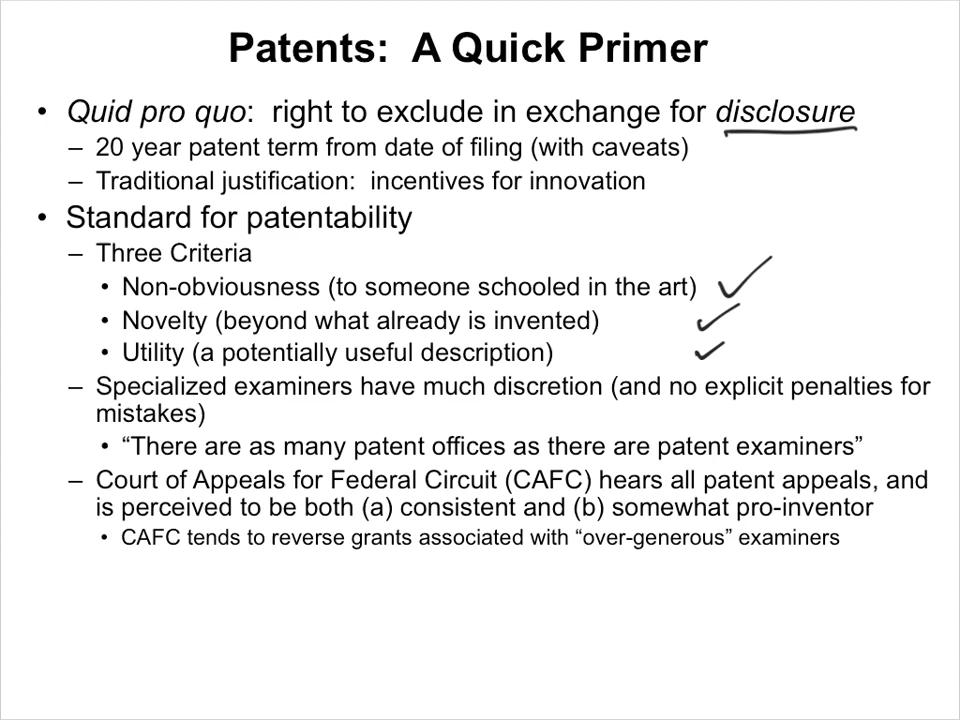 Patents:  A Quick Primer
• Quid pro quo:  right to exclude in exchange for disclosure
– 20 year patent term from date of filing (with caveats)
– Traditional justification:  incentives for innovation
• Standard for patentability
– Three Criteria
• Non-obviousness (to someone schooled in the art)
• Novelty (beyond what already is invented)
• Utility (a potentially useful description)
– Specialized examiners have much discretion (and no explicit penalties for
mistakes)
• “There are as many patent offices as there are patent examiners”
– Court of Appeals for Federal Circuit (CAFC) hears all patent appeals, and
is perceived to be both (a) consistent and (b) somewhat pro-inventor
• CAFC tends to reverse grants associated with “over-generous” examiners